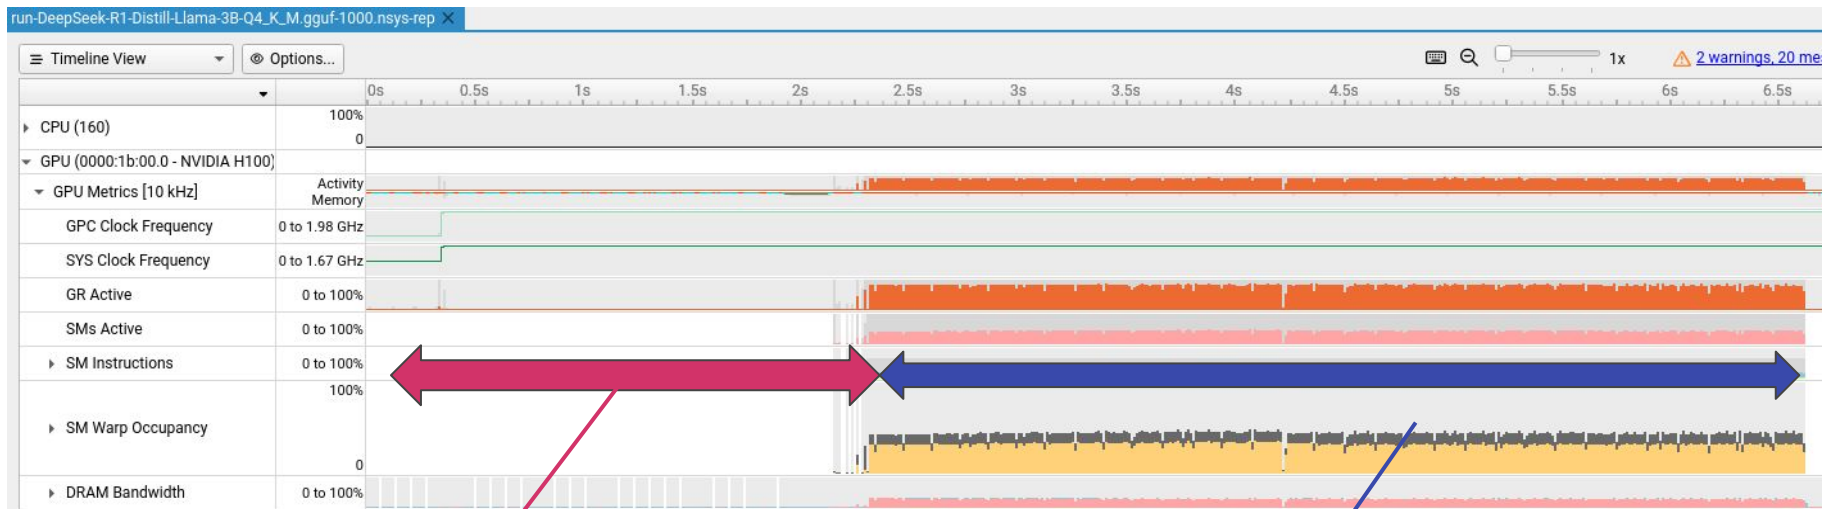 run-DeepSeek-R1-Distill-Llama-3B-Q4_K_M.gguf-1000.nsys-rep
Timeline View
Options...
1x
2 warnings, 20 mes
0s 0.5s 1s 1.5s 2s 2.5s 3s 3.5s 4s 4.5s 5s 5.5s 6s 6.5s
CPU (160)
100%
0
GPU (0000:1b:00.0 - NVIDIA H100)
GPU Metrics [10 kHz]
Activity
Memory
GPC Clock Frequency 0 to 1.98 GHz
SYS Clock Frequency 0 to 1.67 GHz
GR Active 0 to 100%
SMs Active 0 to 100%
SM Instructions 0 to 100%
SM Warp Occupancy
100%
0
DRAM Bandwidth 0 to 100%